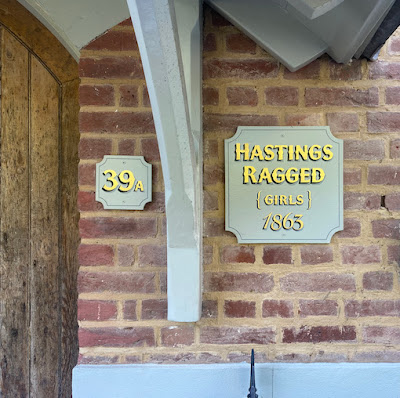 39A
HASTINGS
RAGGED
{GIRLS}
1863